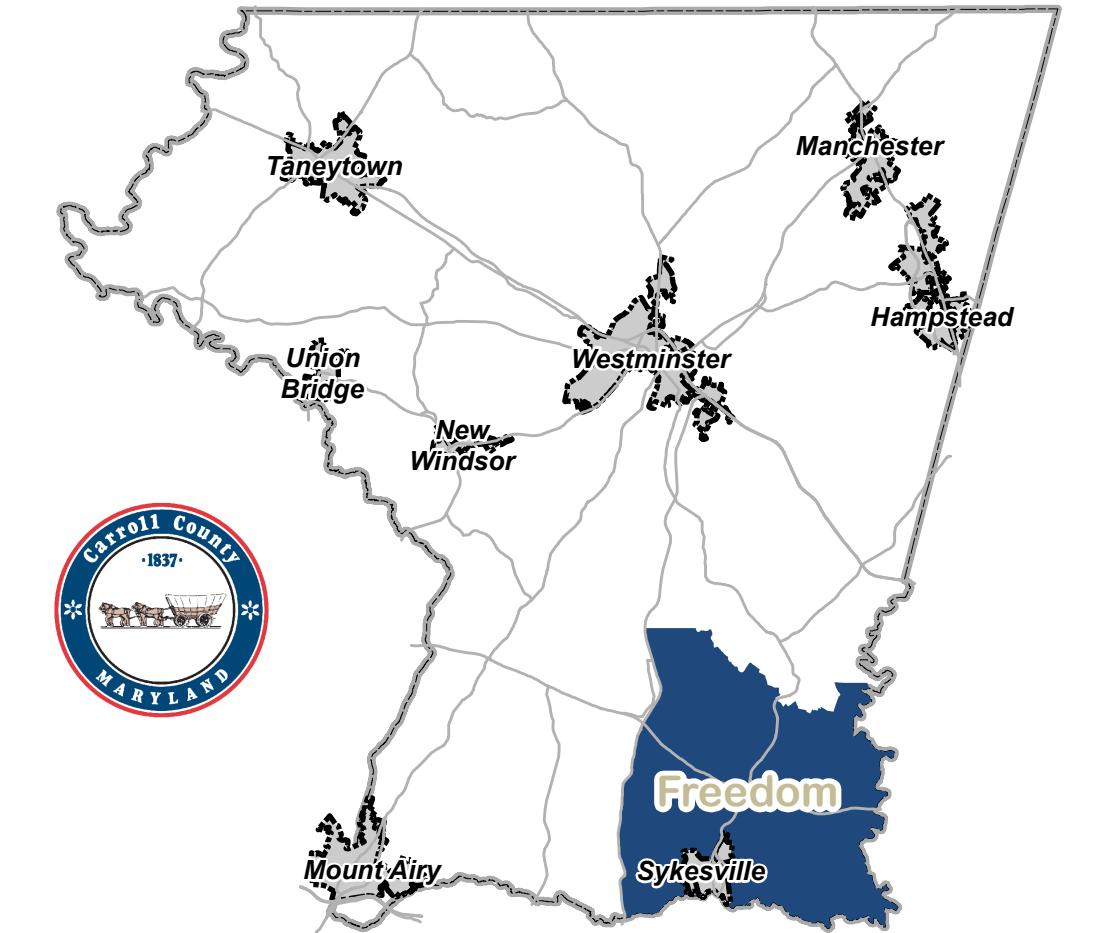 Manchester
Taneytown
Hampstead
Union
Bridge
Westminster
New
Windsor
Carroll County
·1837·
MARYLAND
Freedom
Mount Airy
Sykesville